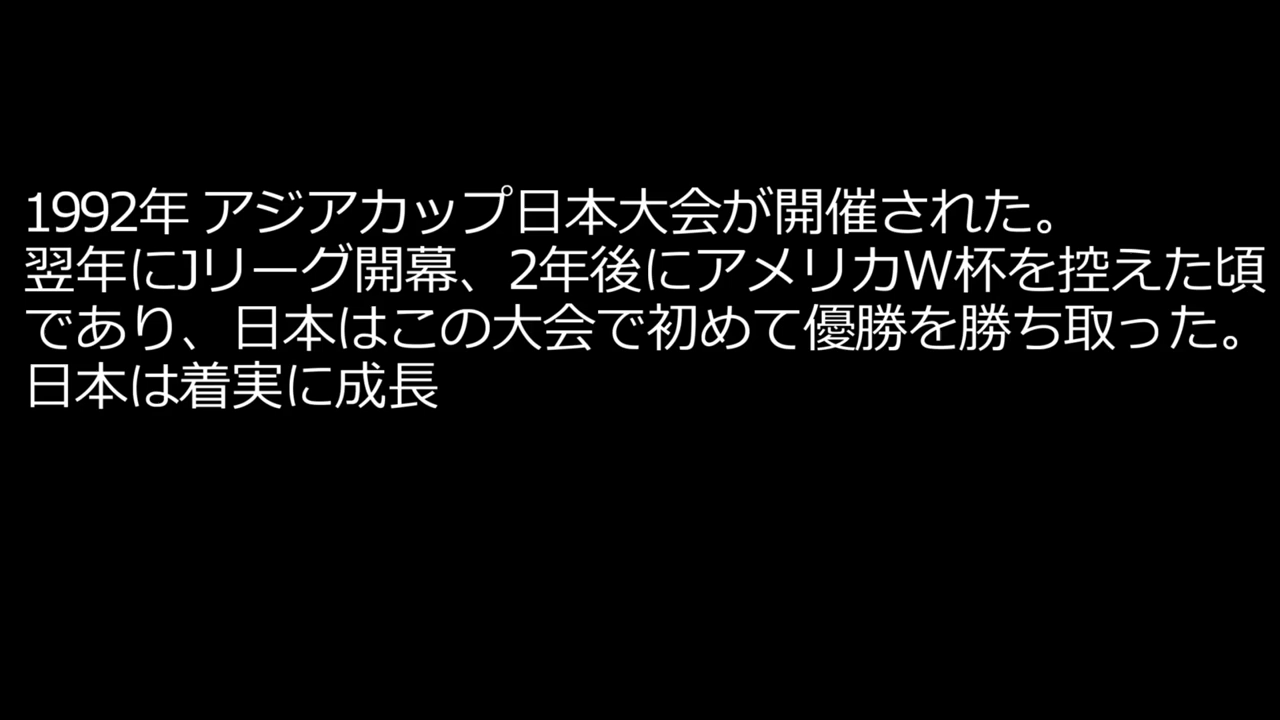 1992年 アジアカップ日本大会が開催された。
翌年にJリーグ開幕、2年後にアメリカW杯を控えた頃
であり、日本はこの大会で初めて優勝を勝ち取った。
日本は着実に成長